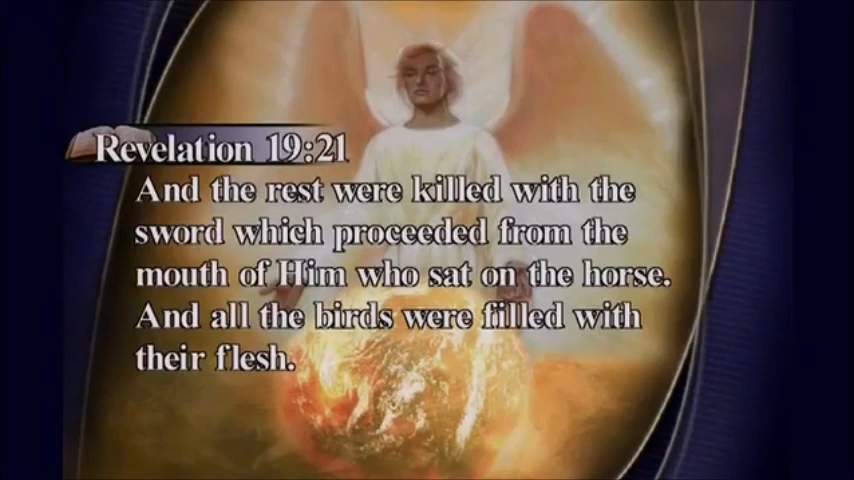 Revelation 19:21
And the rest were killed with the
sword which proceeded from the
mouth of Him who sat on the horse.
And all the birds were filled with
their flesh.